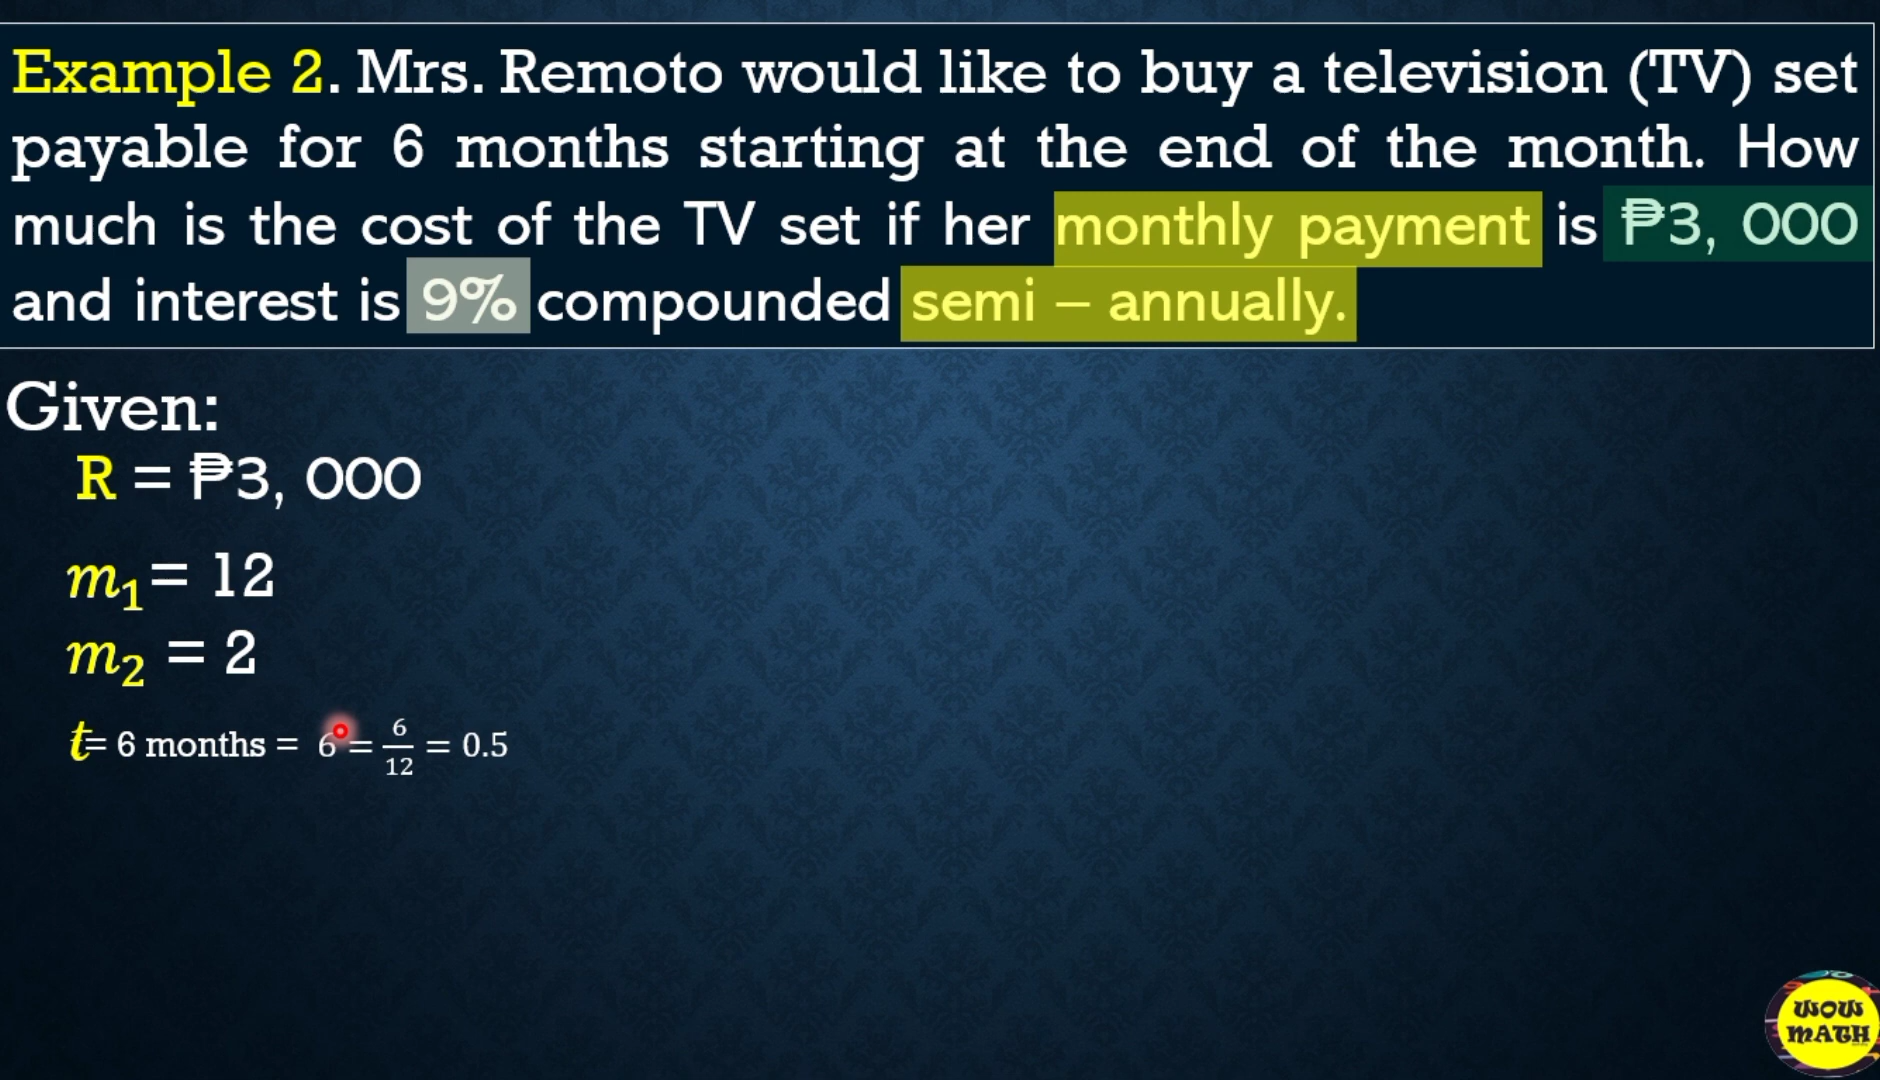 Example 2. Mrs. Remoto would like to buy a television (TV) set
payable for 6 months starting at the end of the month. How
much is the cost of the TV set if her monthly payment is ₱3, 000
and interest is 9% compounded semi – annually.
Given:
R = ₱3, 000
m₁ = 12
m₂ = 2
t = 6 months = 6 = 6/12 = 0.5
WOW
MATH